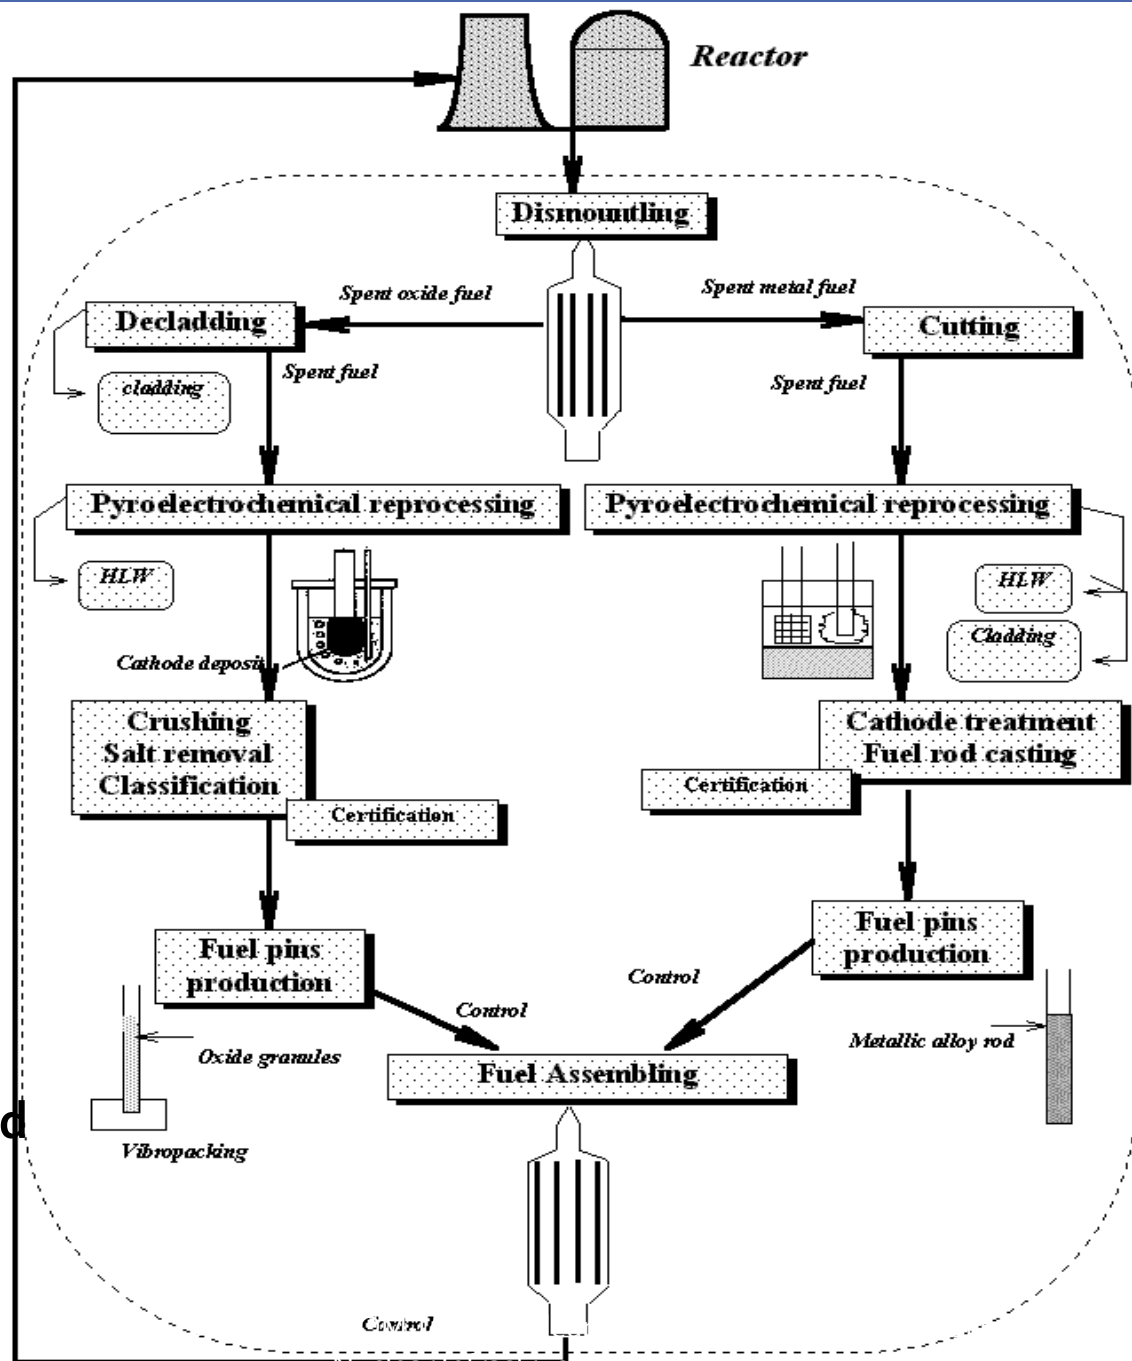 Reactor
Dismountling
Spent oxide fuel
Spent metal fuel
Decladding
Cutting
Spent fuel
Spent fuel
cladding
Pyroelectrochemical reprocessing
Pyroelectrochemical reprocessing
HLW
HLW
Cladding
Cathode deposit
Crushing
Salt removal
Classification
Cathode treatment
Fuel rod casting
Certification
Certification
Fuel pins
production
Fuel pins
production
Control
Control
Oxide granules
Metallic alloy rod
Fuel Assembling
d
Vibropacking
Control